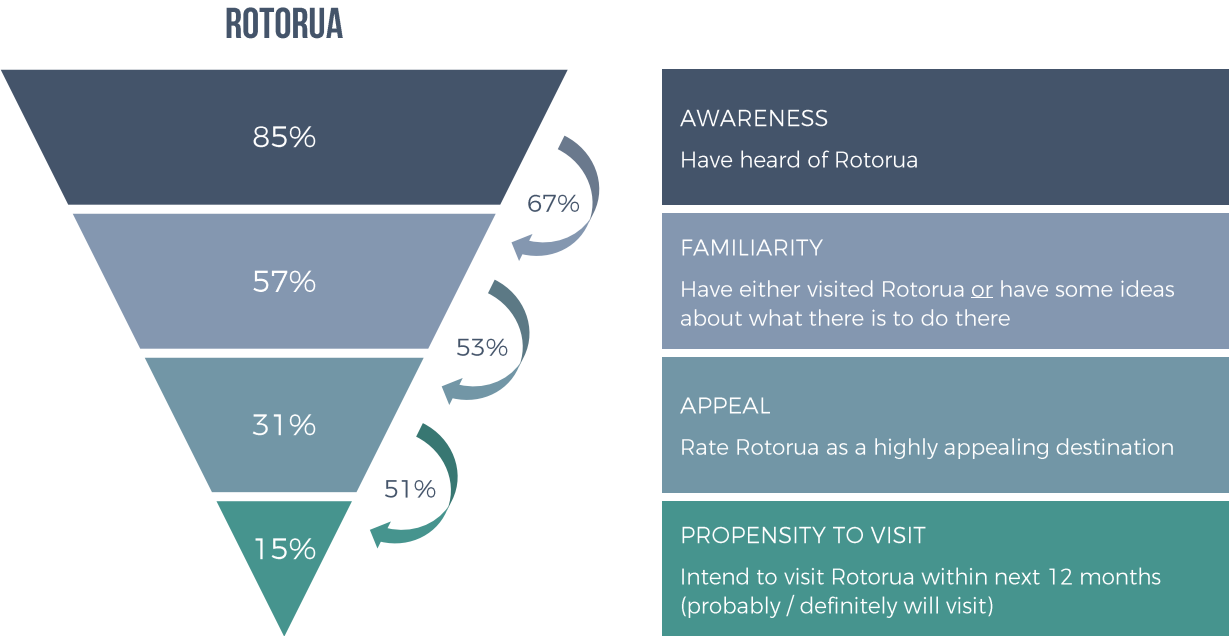 ROTORUA
85%
67%
57%
53%
31%
51%
15%
AWARENESS
Have heard of Rotorua
FAMILIARITY
Have either visited Rotorua or have some ideas
about what there is to do there
APPEAL
Rate Rotorua as a highly appealing destination
PROPENSITY TO VISIT
Intend to visit Rotorua within next 12 months
(probably / definitely will visit)